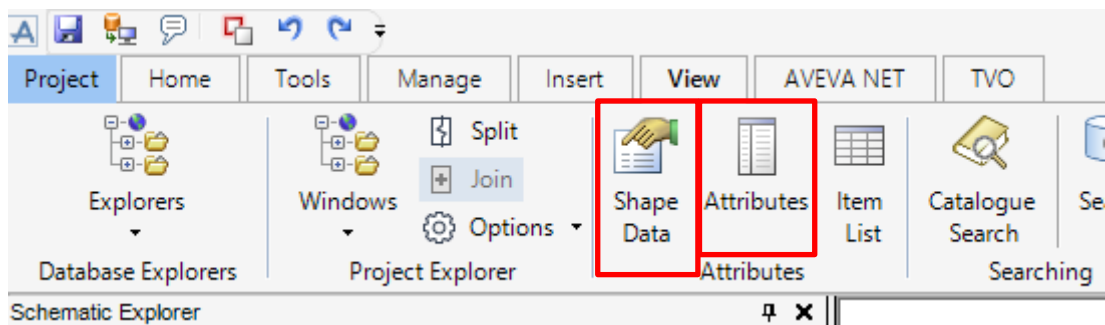 Project Home Tools Manage Insert View AVEVA NET TVO
Split
Join
Explorers Windows Options Shape Data Attributes Item List Catalogue Search
Database Explorers Project Explorer Attributes Searching
Schematic Explorer